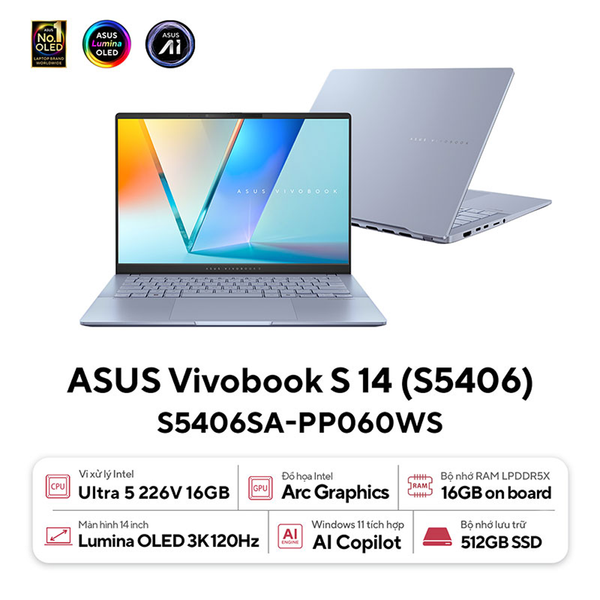 No.1
OLED
LAPTOP BRAND
WORLDWIDE
ASUS
Lumina
OLED
ASUS
Ai
ASUS VIVOBOOK
ASUS VIVOBOOK
ASUS Vivobook S 14 (S5406)
S5406SA-PP060WS
CPU
Vi xử lý Intel
Ultra 5 226V 16GB
GPU
Đồ họa Intel
Arc Graphics
RAM
Bộ nhớ RAM LPDDR5X
16GB on board
Màn hình 14 inch
Lumina OLED 3K 120Hz
AI
ENGINE
Windows 11 tích hợp
AI Copilot
Bộ nhớ lưu trữ
512GB SSD